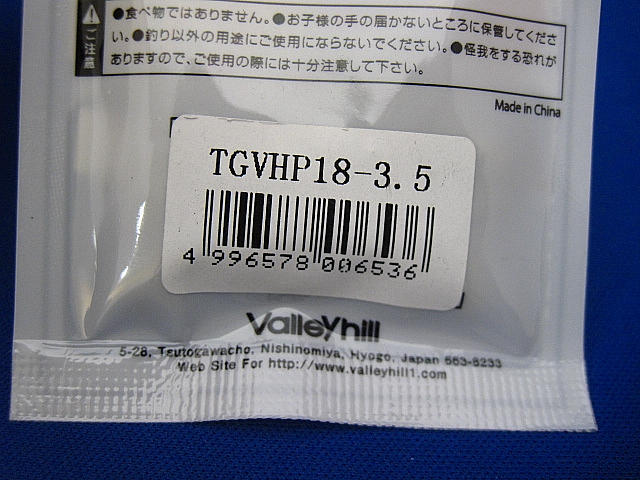 ご注意
●食べ物ではありません。●お子様の手の届かないところに保管してくださ
い。●釣り以外の用途にご使用にならないでください。●怪我をする恐れが
ありますので、ご使用の際には十分注意して下さい。
Made in China
TGVHP18-3.5
4 996578 006536
Valleyhill
5-28, Tsutogawacho, Nishinomiya, Hyogo, Japan 663-8233
Web Site For http://www.valleyhill1.com